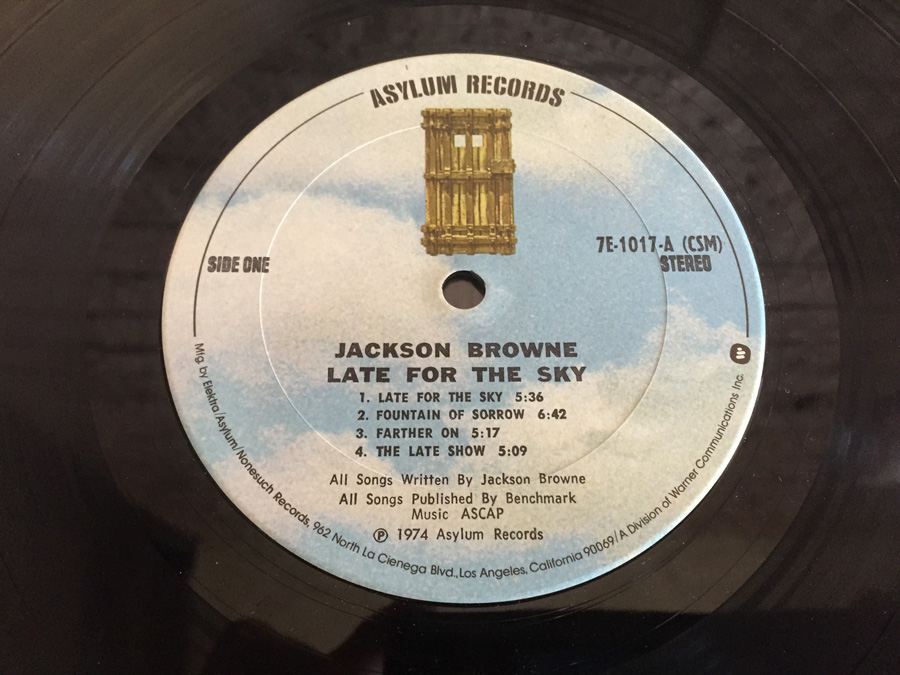 ASYLUM RECORDS
SIDE ONE
7E-1017-A (CSM)
STEREO
JACKSON BROWNE
LATE FOR THE SKY
1. LATE FOR THE SKY 5:36
2. FOUNTAIN OF SORROW 6:42
3. FARTHER ON 5:17
4. THE LATE SHOW 5:09
All Songs Written By Jackson Browne
All Songs Published By Benchmark
Music ASCAP
℗ 1974 Asylum Records
Mfg. by Elektra/Asylum/Nonesuch Records, 962 North La Cienega Blvd., Los Angeles, California 90069/A Division of Warner Communications Inc.